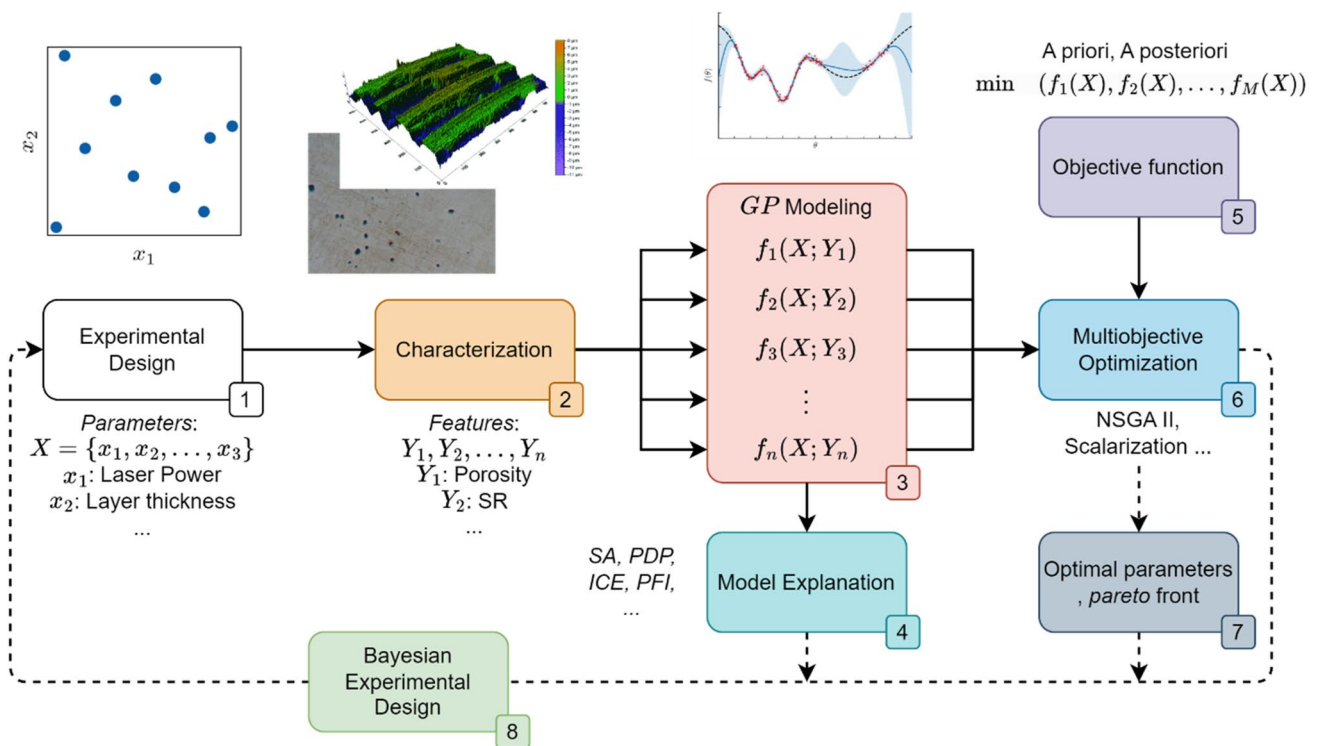 x₂
x₁
f(θ)
θ
A priori, A posteriori
min (f₁(X), f₂(X), . . . , f_M(X))
Objective function
5
GP Modeling
f₁(X; Y₁)
f₂(X; Y₂)
f₃(X; Y₃)
⋮
fₙ(X; Yₙ)
3
Experimental
Design
1
Parameters:
X = {x₁, x₂, . . . , x₃}
x₁: Laser Power
x₂: Layer thickness
...
Characterization
2
Features:
Y₁, Y₂, . . . , Yₙ
Y₁: Porosity
Y₂: SR
...
Multiobjective
Optimization
6
NSGA II,
Scalarization ...
SA, PDP,
ICE, PFI,
...
Model Explanation
4
Optimal parameters
, pareto front
7
Bayesian
Experimental
Design
8